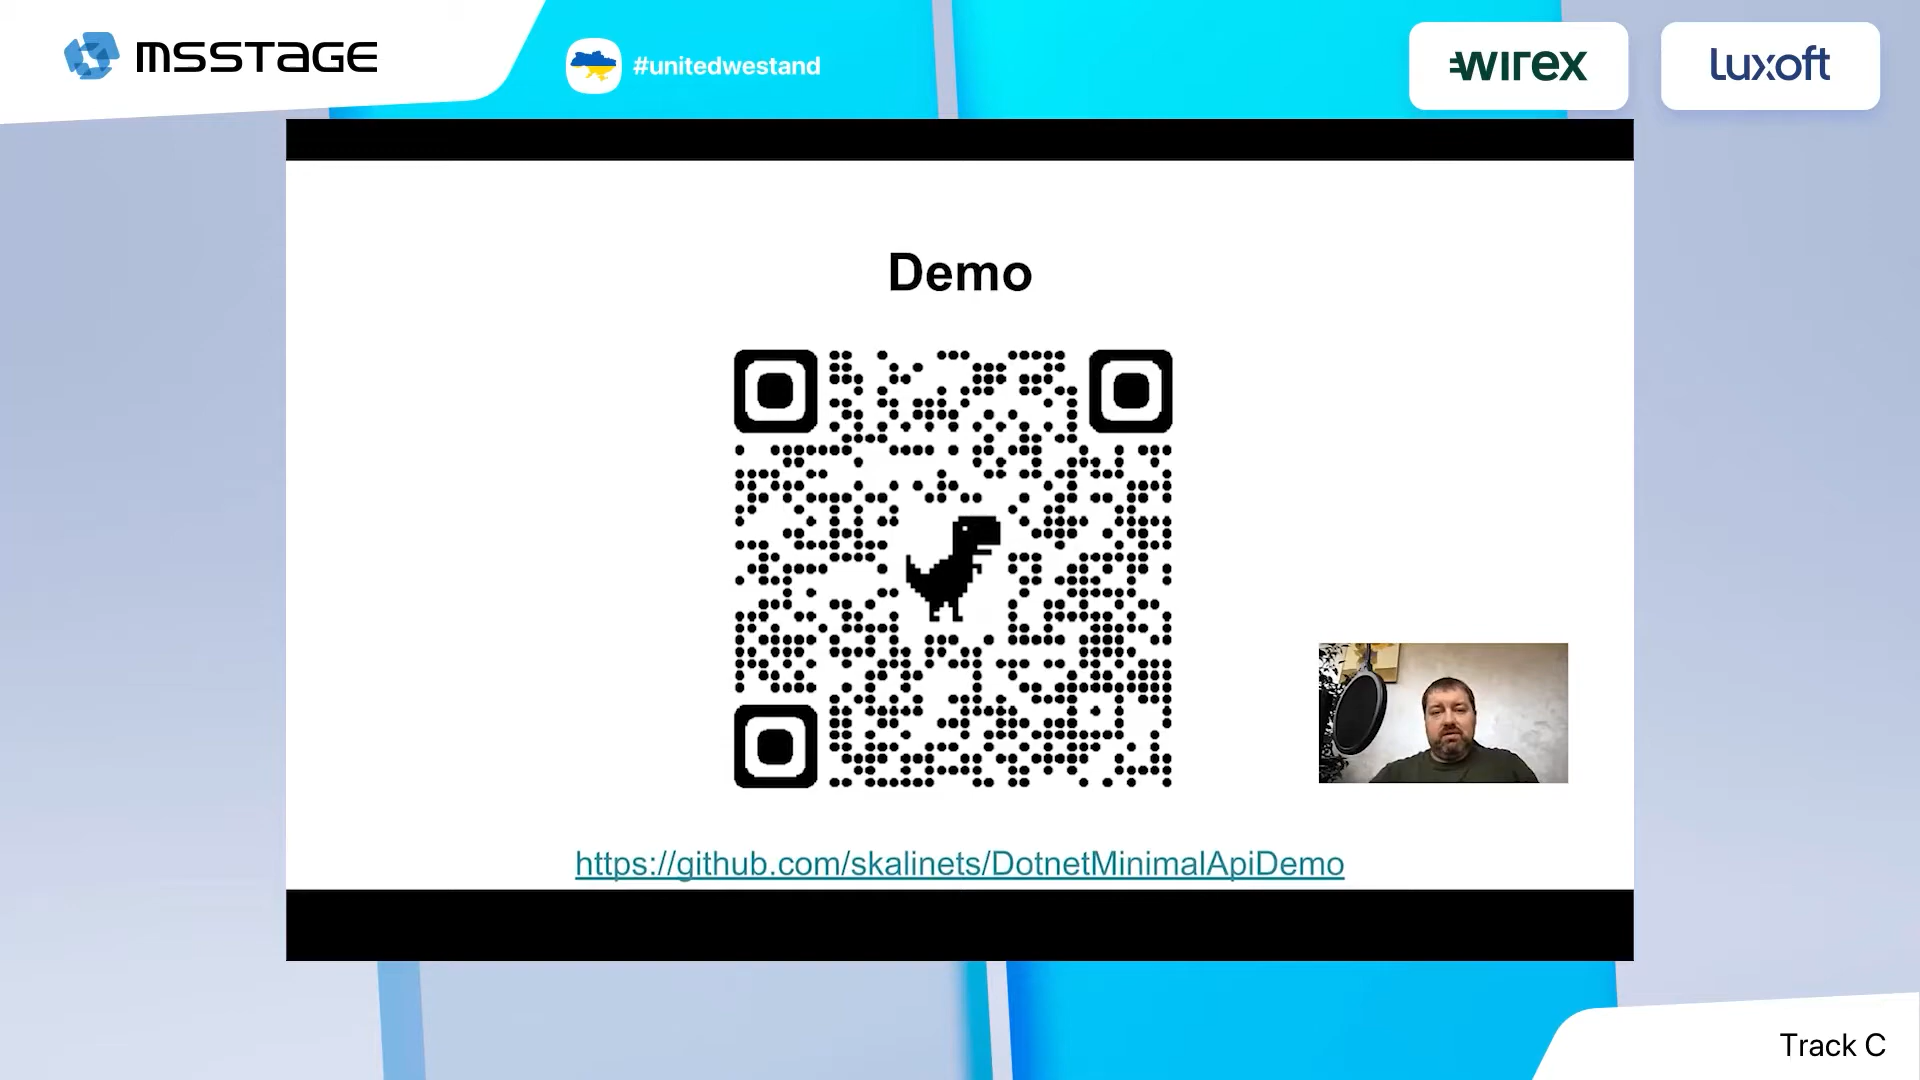 MSSTAGE
#unitedwestand
wirex
luxoft
Demo
https://github.com/skalinets/DotnetMinimalApiDemo
Track C